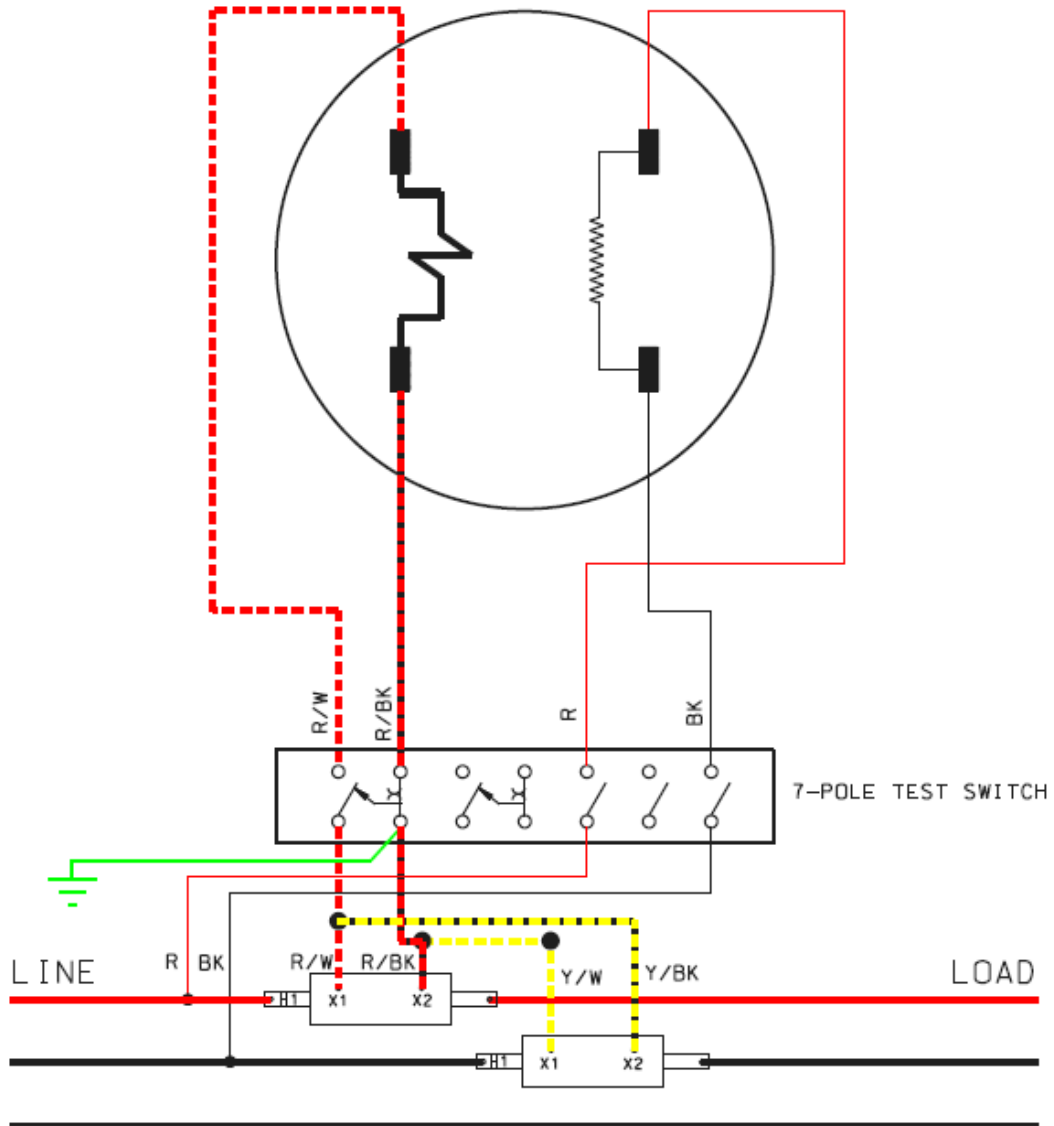 R/W
R/BK
R
BK
7-POLE TEST SWITCH
LINE
R
BK
R/W
R/BK
Y/W
Y/BK
LOAD
H1
X1
X2
H1
X1
X2